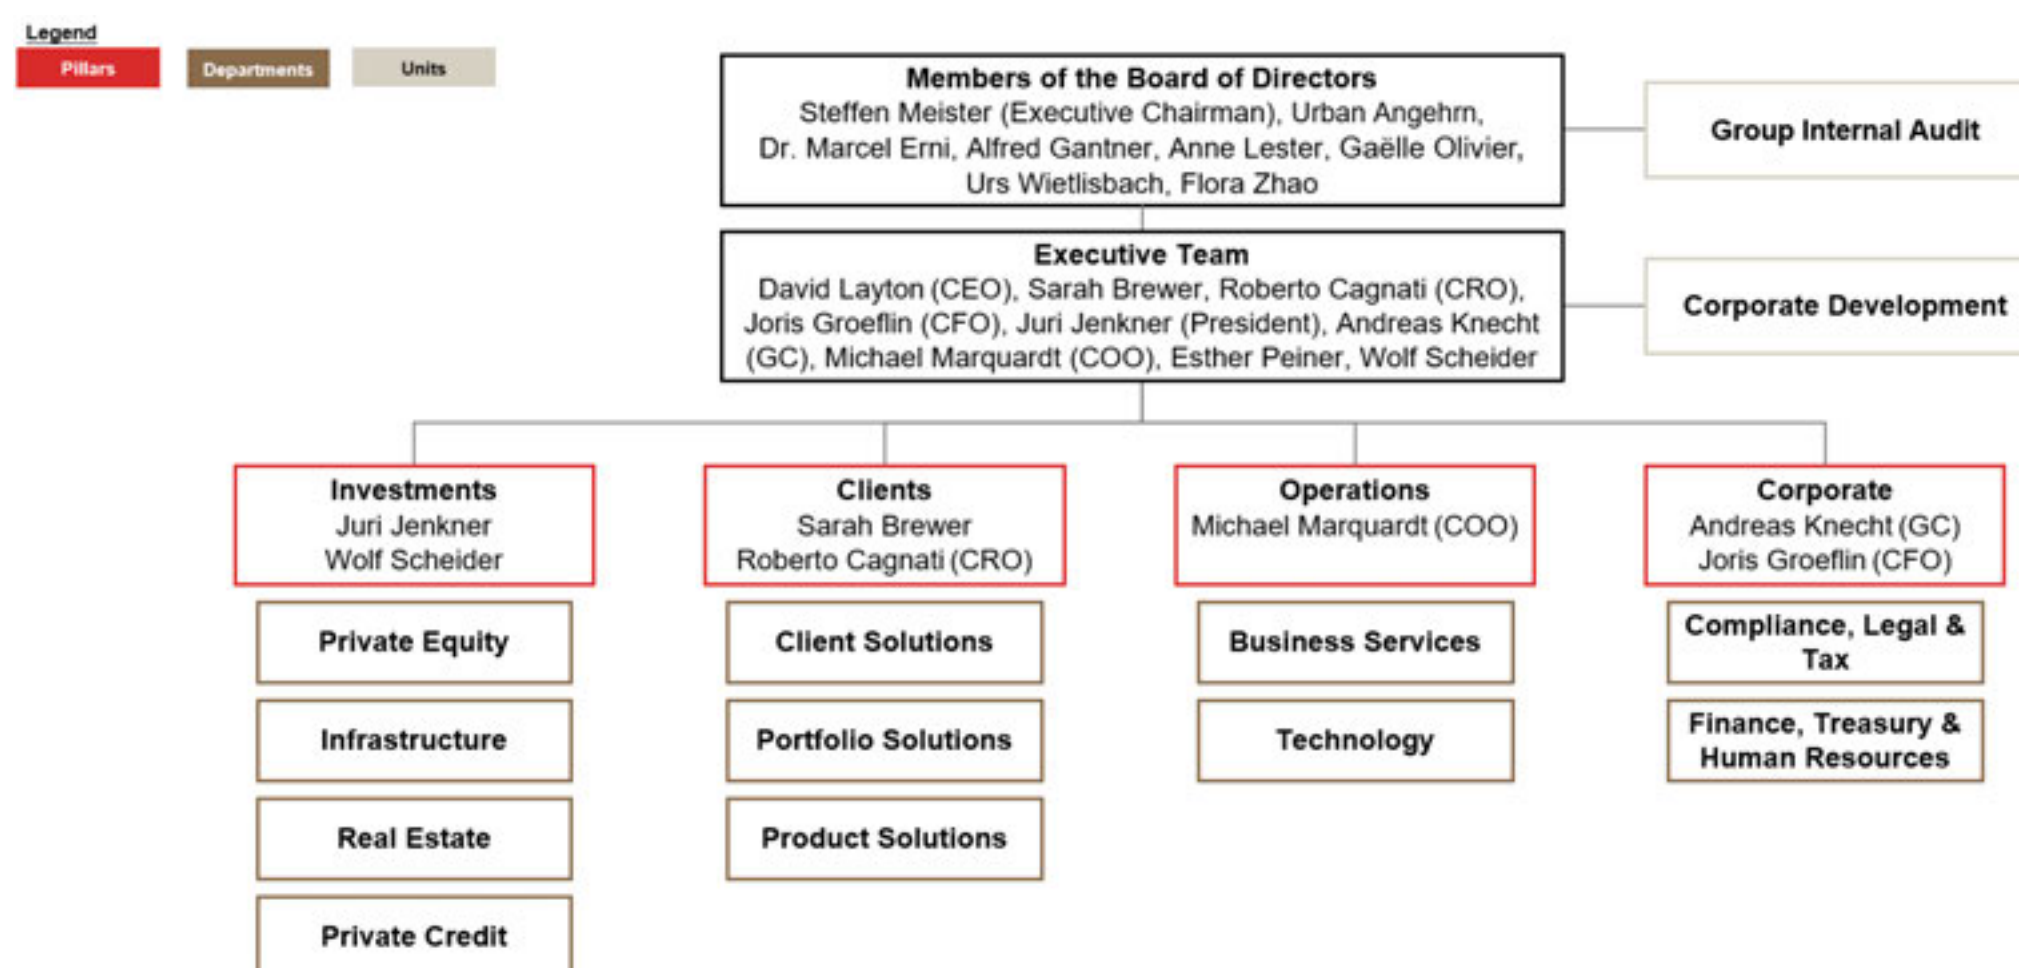 Legend
Pillars
Departments
Units
Members of the Board of Directors
Steffen Meister (Executive Chairman), Urban Angehrn,
Dr. Marcel Erni, Alfred Gantner, Anne Lester, Gaëlle Olivier,
Urs Wietlisbach, Flora Zhao
Group Internal Audit
Executive Team
David Layton (CEO), Sarah Brewer, Roberto Cagnati (CRO),
Joris Groeflin (CFO), Juri Jenkner (President), Andreas Knecht
(GC), Michael Marquardt (COO), Esther Peiner, Wolf Scheider
Corporate Development
Investments
Juri Jenkner
Wolf Scheider
Private Equity
Infrastructure
Real Estate
Private Credit
Clients
Sarah Brewer
Roberto Cagnati (CRO)
Client Solutions
Portfolio Solutions
Product Solutions
Operations
Michael Marquardt (COO)
Business Services
Technology
Corporate
Andreas Knecht (GC)
Joris Groeflin (CFO)
Compliance, Legal &
Tax
Finance, Treasury &
Human Resources